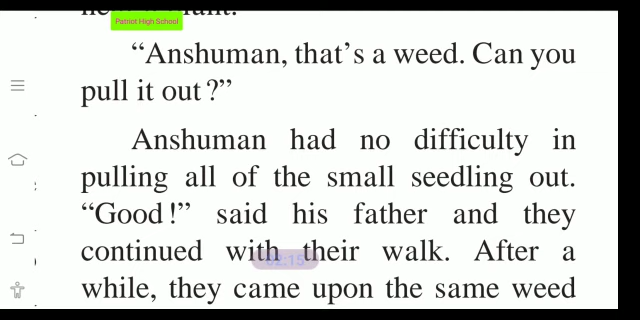 Patriot High School
“Anshuman, that’s a weed. Can you
pull it out ?”
Anshuman had no difficulty in
pulling all of the small seedling out.
“Good !” said his father and they
continued with their walk. After a
02:15
while, they came upon the same weed